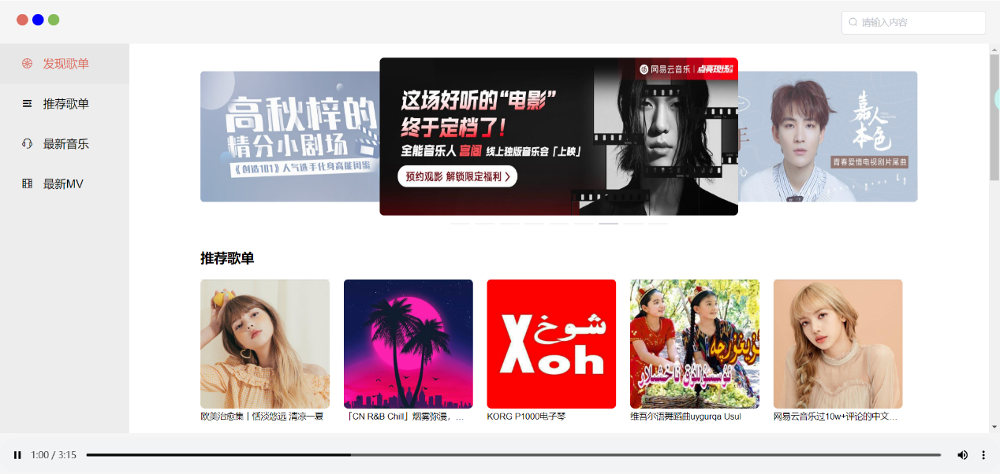 请输入内容
发现歌单
推荐歌单
最新音乐
最新MV
高秋梓的
精分小剧场
《创造101》人气选手化身高能闺蜜
网易云音乐 | 点亮现场
这场好听的“电影”
终于定档了!
全能音乐人 宫阁 线上独版音乐会「上映」
预约观影 解锁限定福利 >
年
心
嘉人
本色
青春爱情电视剧片尾曲
推荐歌单
شوخ
Xoh
欧美治愈集丨恬淡悠远 清凉一夏
「CN R&B Chill」烟雾弥漫，...
KORG P1000电子琴
维吾尔语舞蹈曲uygurqa Usul
网易云音乐过10w+评论的中文...
1:00 / 3:15